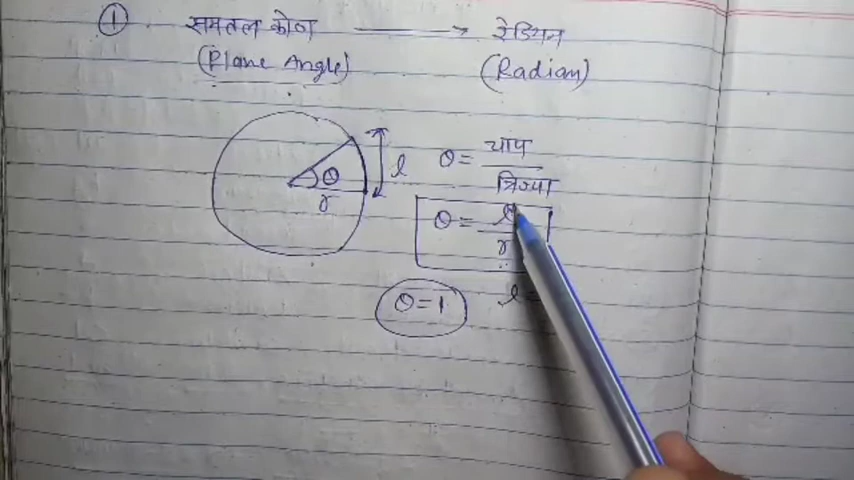 ① समतल कोण → रेडियन
(Plane Angle) (Radian)
θ = चाप / त्रिज्या
θ l
r
θ = l / r
θ = 1 l =